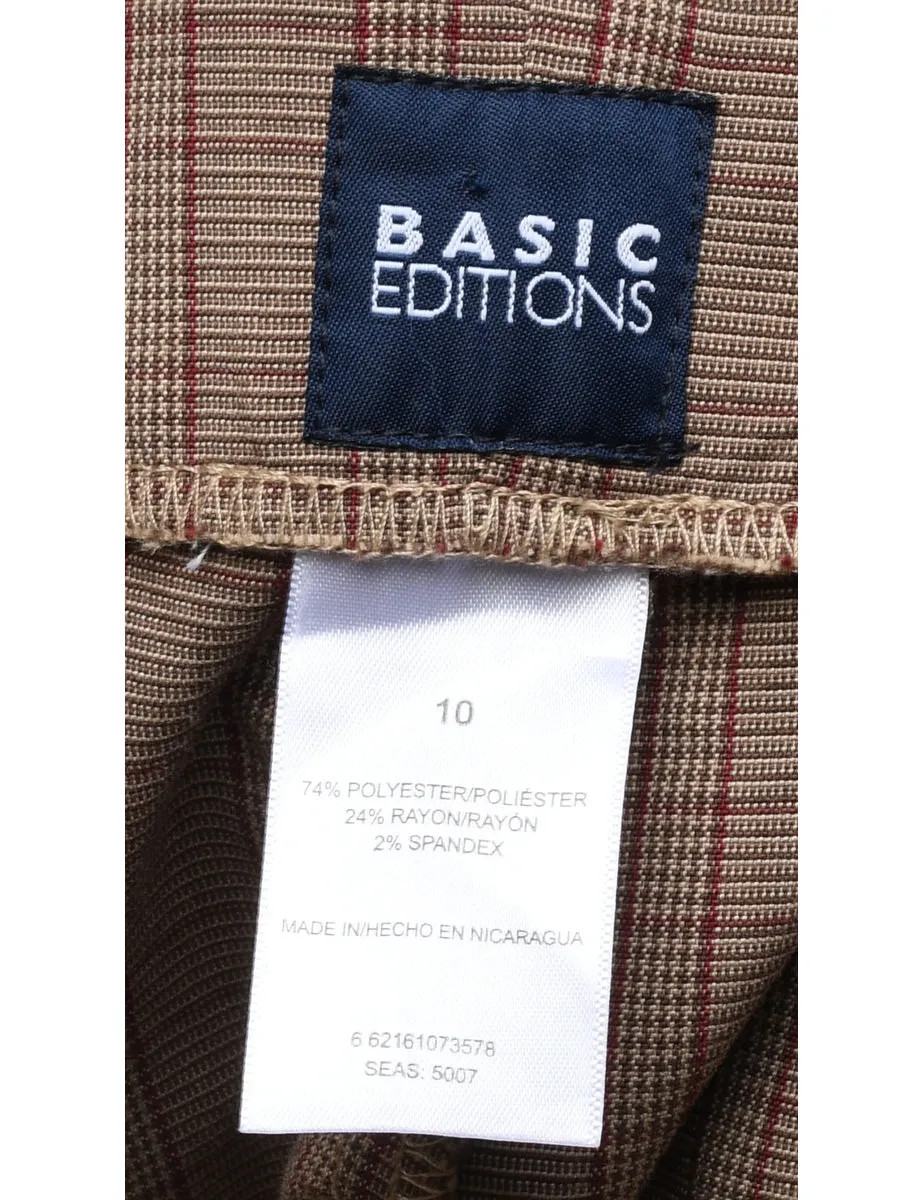 BASIC
EDITIONS
10
74% POLYESTER/POLIÉSTER
24% RAYON/RAYÓN
2% SPANDEX
MADE IN/HECHO EN NICARAGUA
6 62161073578
SEAS: 5007